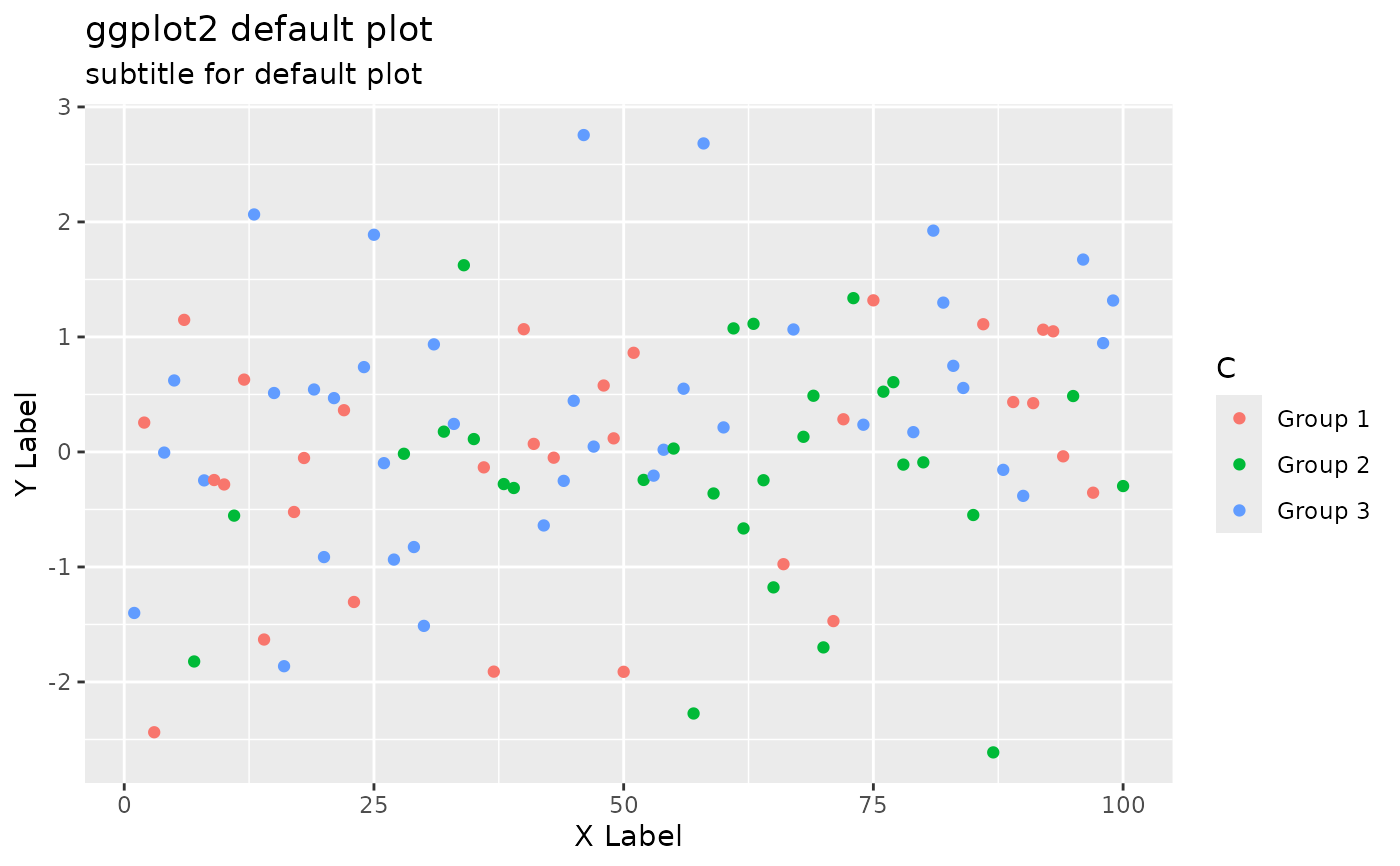 ggplot2 default plot
subtitle for default plot
3
2
1
0
-1
-2
Y Label
0 25 50 75 100
X Label
C
Group 1
Group 2
Group 3